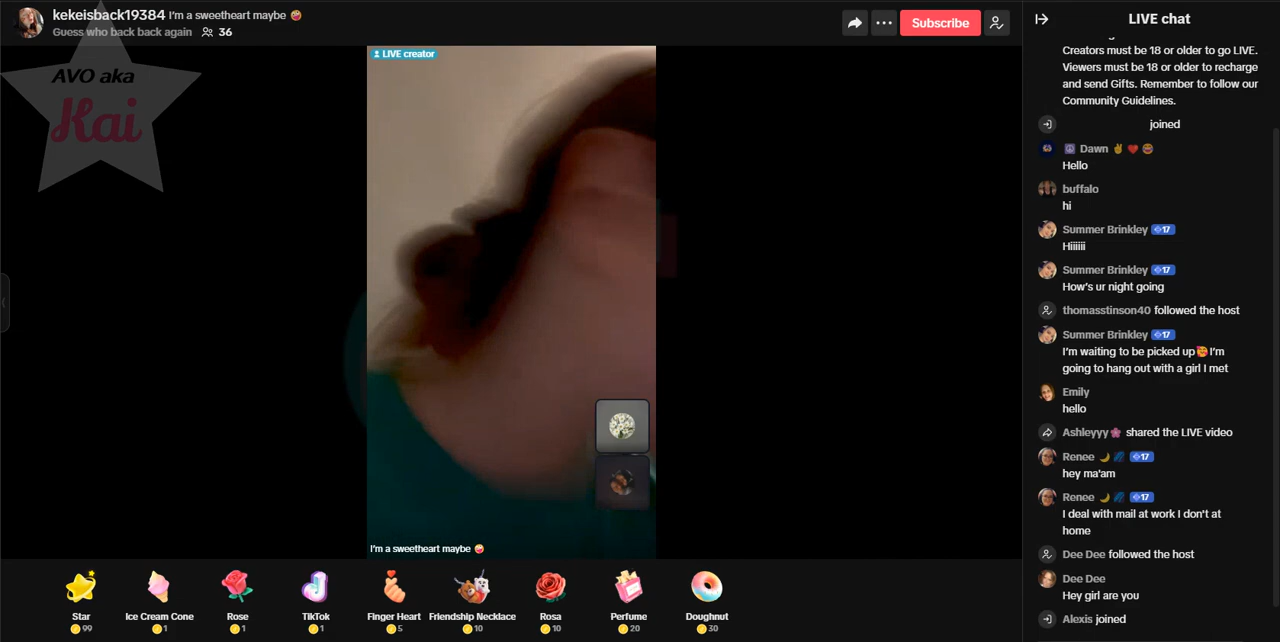 kekeisback19384 I'm a sweetheart maybe 🤪
Guess who back back again 36
Subscribe
LIVE chat
AVO aka
Kai
LIVE creator
Creators must be 18 or older to go LIVE.
Viewers must be 18 or older to recharge
and send Gifts. Remember to follow our
Community Guidelines.
joined
Dawn ✌️❤️😂
Hello
buffalo
hi
Summer Brinkley 17
Hiiiiii
Summer Brinkley 17
How's ur night going
thomasstinson40 followed the host
Summer Brinkley 17
I'm waiting to be picked up🥰I'm
going to hang out with a girl I met
Emily
hello
Ashleyyy🌸 shared the LIVE video
Renee 🌙 17
hey ma'am
Renee 🌙 17
I deal with mail at work I don't at
home
Dee Dee followed the host
Dee Dee
Hey girl are you
Alexis joined
I'm a sweetheart maybe 🤪
Star
99
Ice Cream Cone
1
Rose
1
TikTok
1
Finger Heart
5
Friendship Necklace
10
Rosa
10
Perfume
20
Doughnut
30